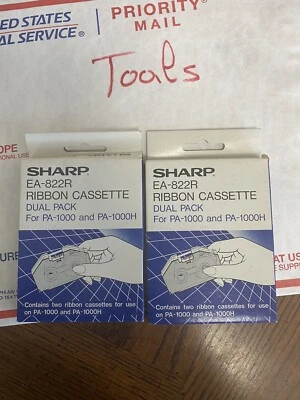 UNITED STATES
AL SERVICE®
PRIORITY®
MAIL
Tools
SHARP
EA-822R
RIBBON CASSETTE
DUAL PACK
For PA-1000 and PA-1000H
Contains two ribbon cassettes for use
on PA-1000 and PA-1000H
SHARP
EA-822R
RIBBON CASSETTE
DUAL PACK
For PA-1000 and PA-1000H
Contains two ribbon cassettes for use
on PA-1000 and PA-1000H